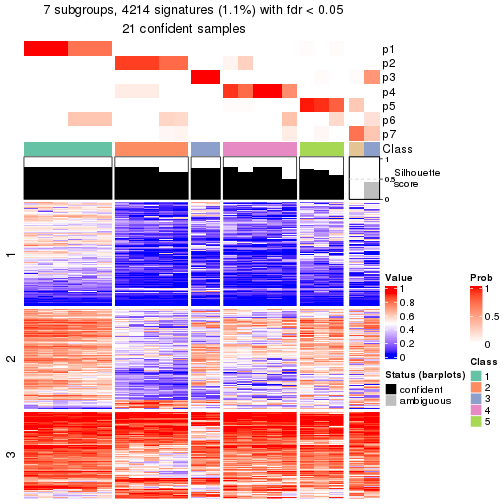 7 subgroups, 4214 signatures (1.1%) with fdr < 0.05
21 confident samples
p1
p2
p3
p4
p5
p6
p7
Class
1
0.5
0
Silhouette
score
1
2
3
Value
1
0.8
0.6
0.4
0.2
0
Status (barplots)
confident
ambiguous
Prob
1
0.5
0
Class
1
2
3
4
5